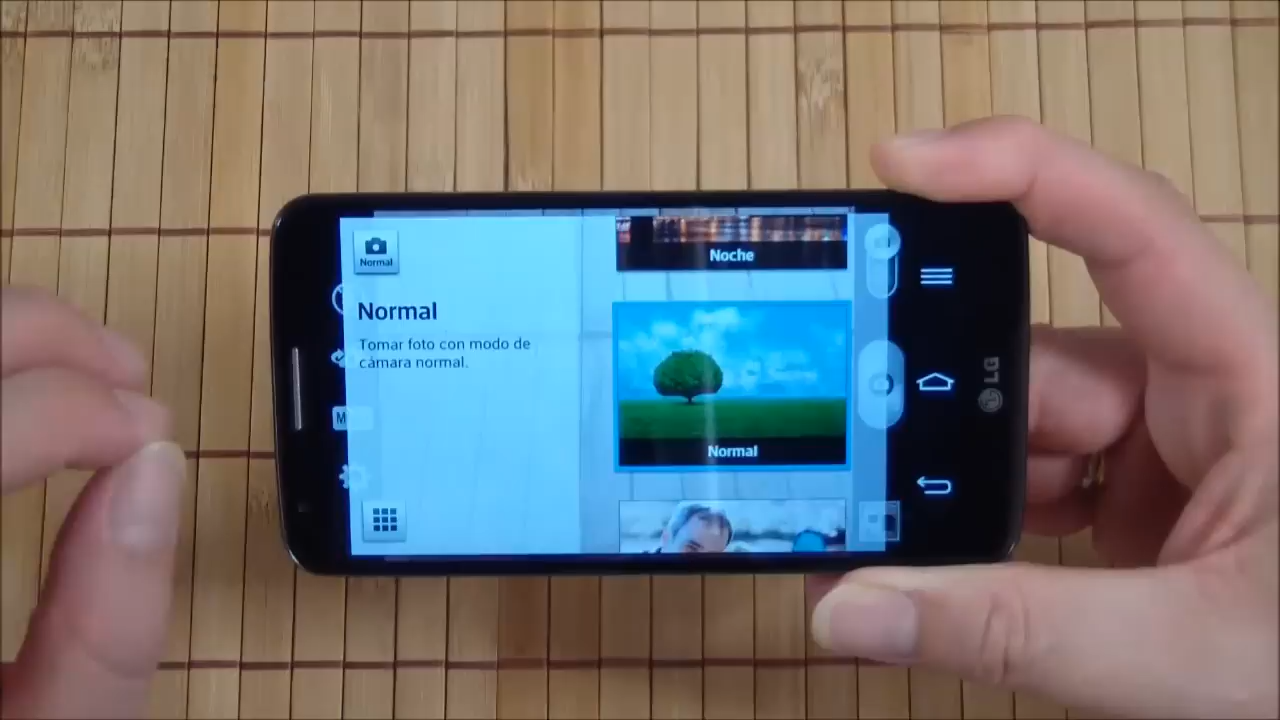 Normal
Normal
Tomar foto con modo de
cámara normal.
Noche
Normal
LG